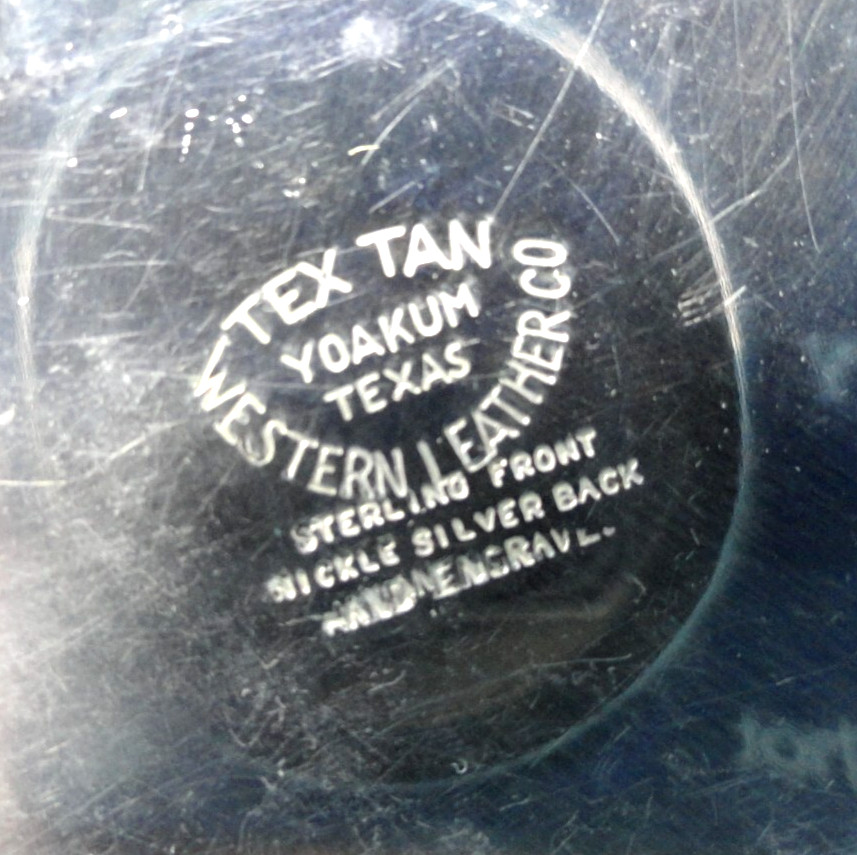 TEX TAN
YOAKUM
TEXAS
WESTERN LEATHER CO
STERLING FRONT
NICKLE SILVER BACK